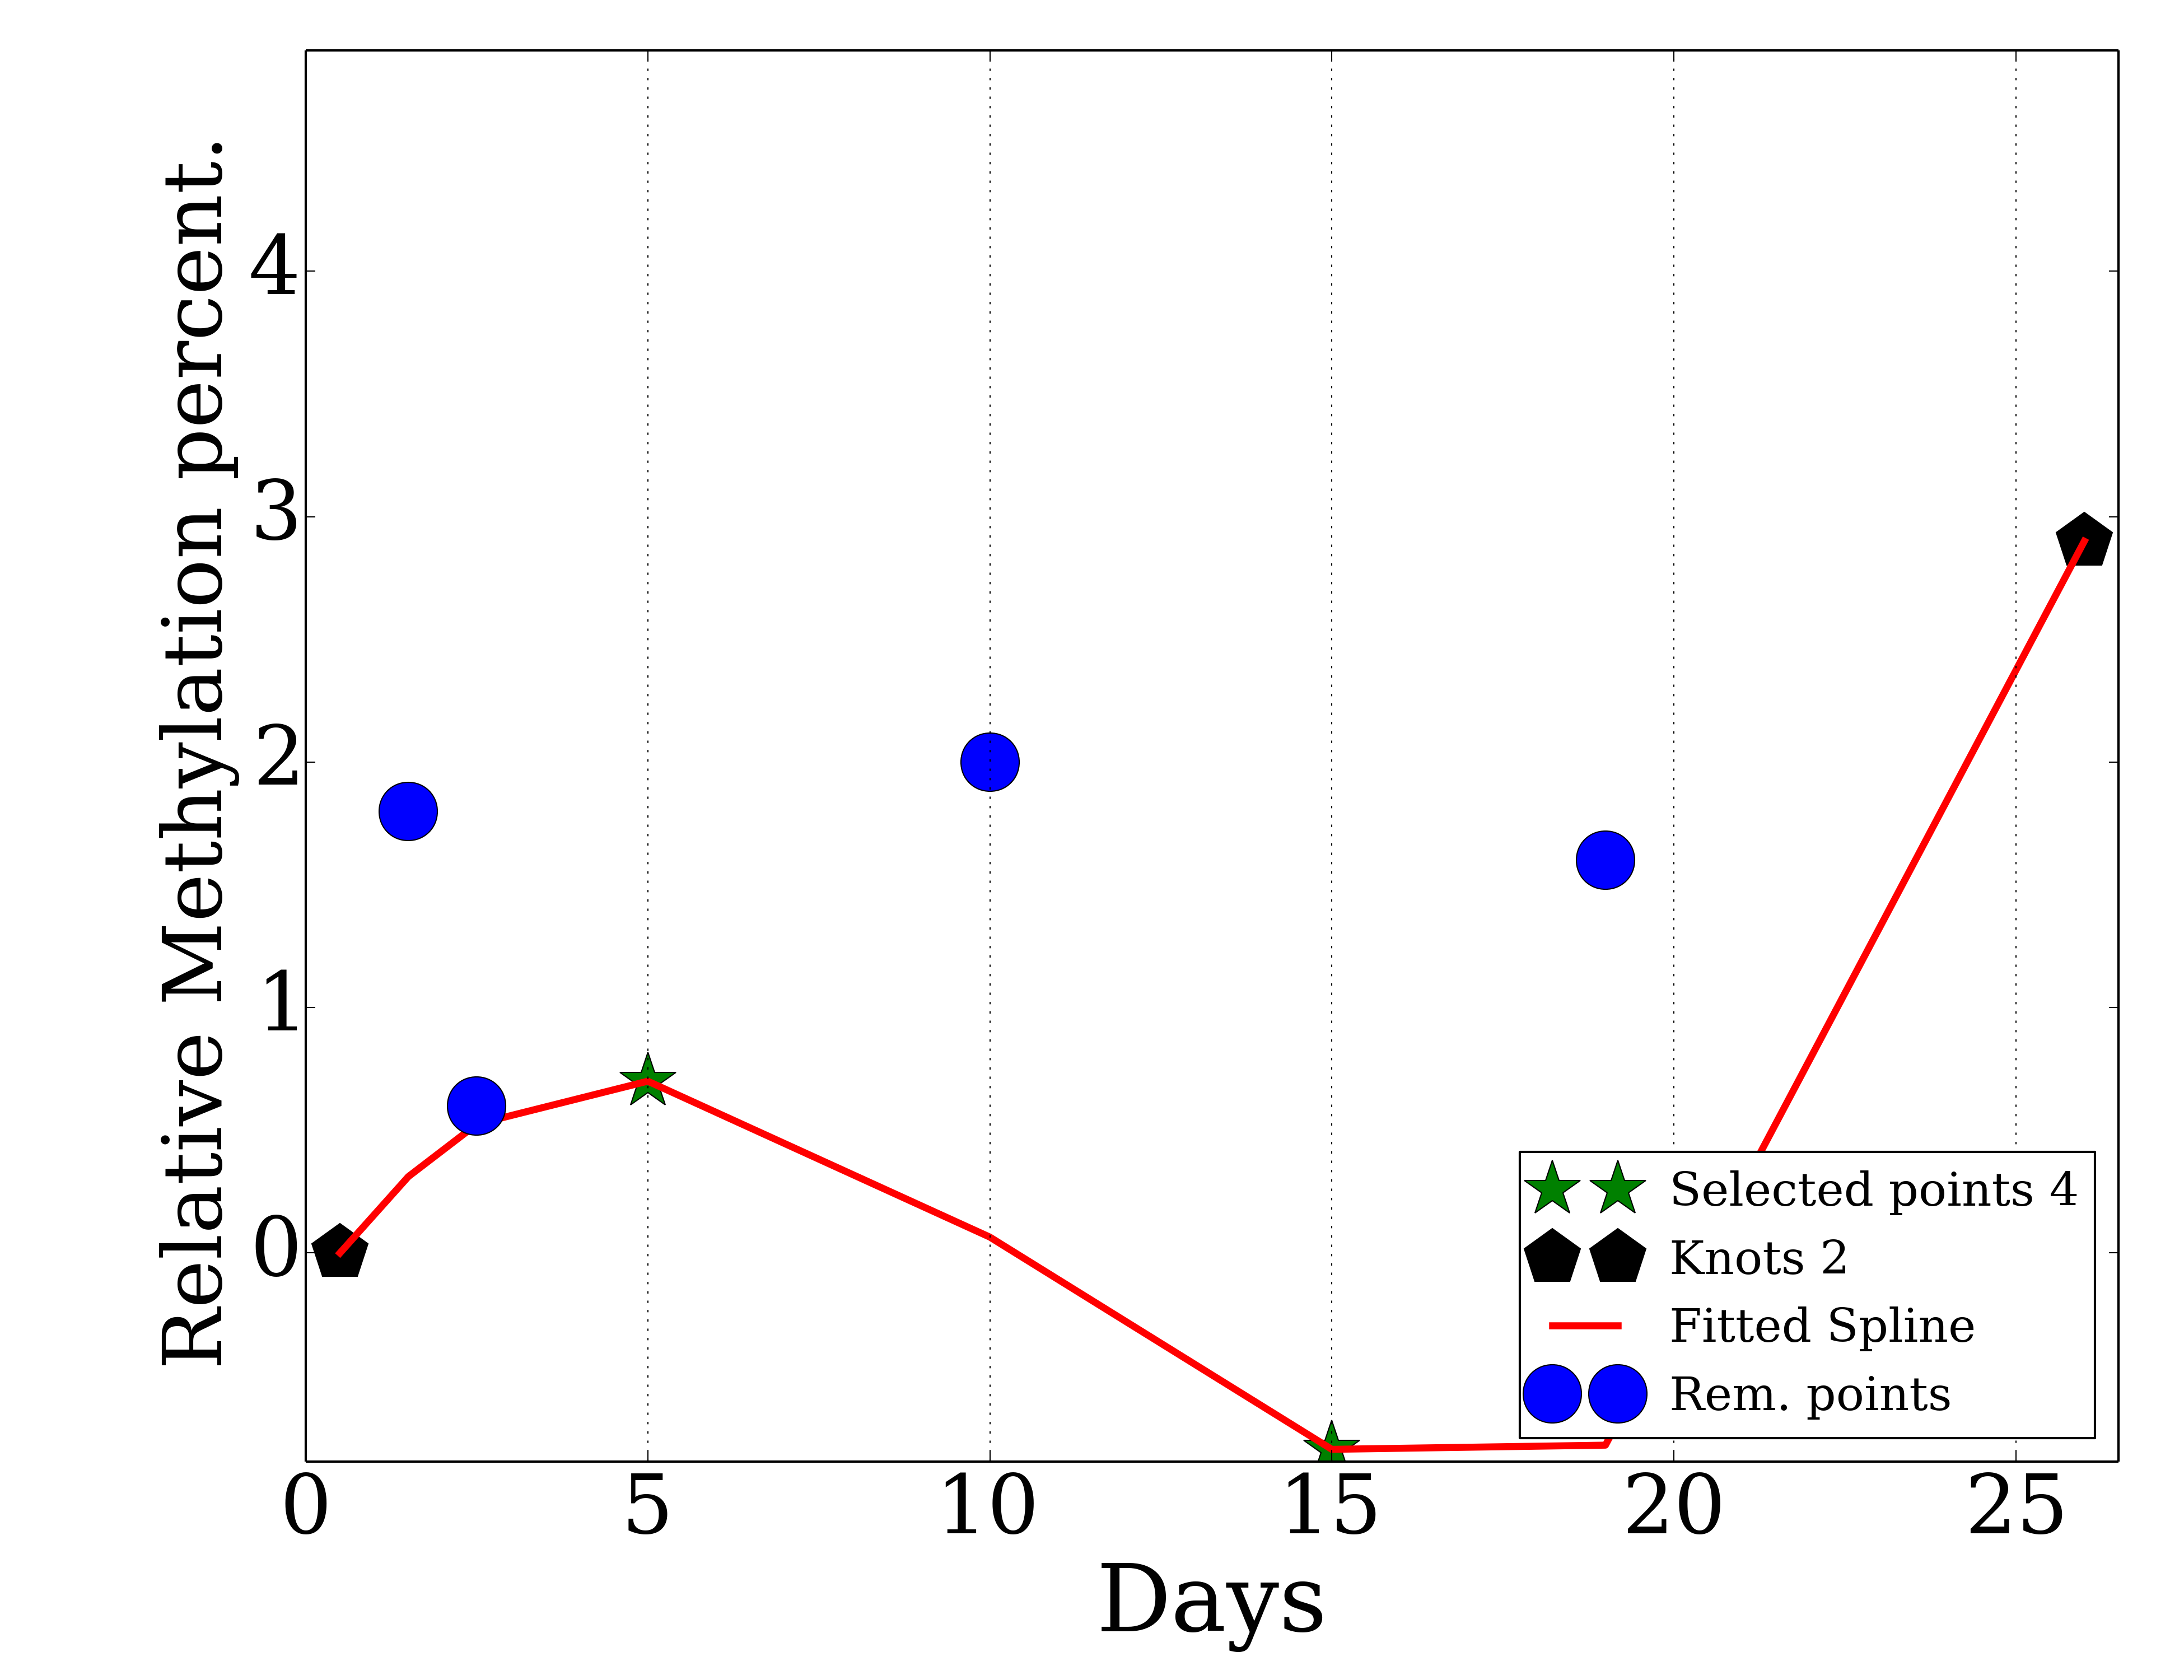 Relative Methylation percent.
4
3
2
1
0
0 5 10 15 20 25
Days
Selected points 4
Knots 2
Fitted Spline
Rem. points